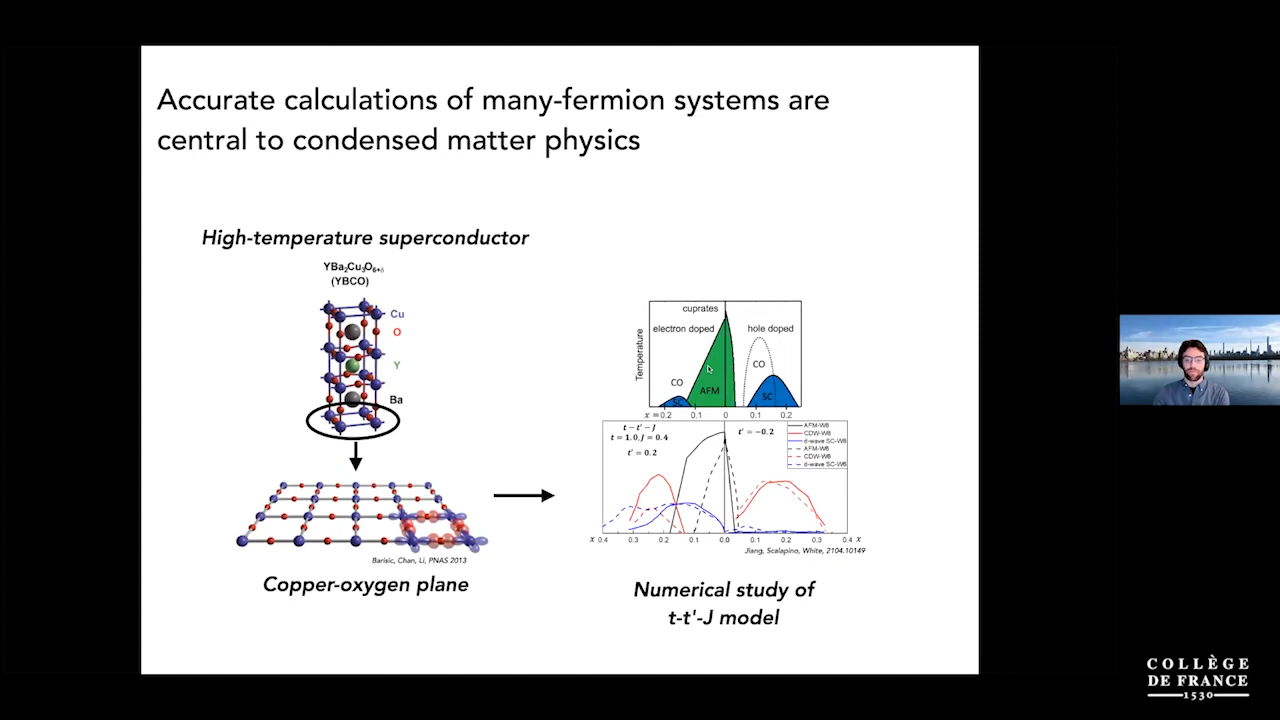 Accurate calculations of many-fermion systems are
central to condensed matter physics
High-temperature superconductor
YBa₂Cu₃O₆₊δ
(YBCO)
Cu
O
Y
Ba
Barisic, Chan, Li, PNAS 2013
Copper-oxygen plane
cuprates
electron doped
hole doped
Temperature
CO
CO
AFM
SC
SC
x = 0.2 0.1 0 0.1 0.2
t − t′ − J
t = 1.0, J = 0.4
t′ = 0.2
t′ = −0.2
AFM-W8
CDW-W8
d-wave SC-W8
AFM-W6
CDW-W6
d-wave SC-W6
x 0.4 0.3 0.2 0.1 0.0 0.1 0.2 0.3 0.4 x
Jiang, Scalapino, White, 2104.10149
Numerical study of
t-t'-J model
COLLÈGE
DE FRANCE
1530